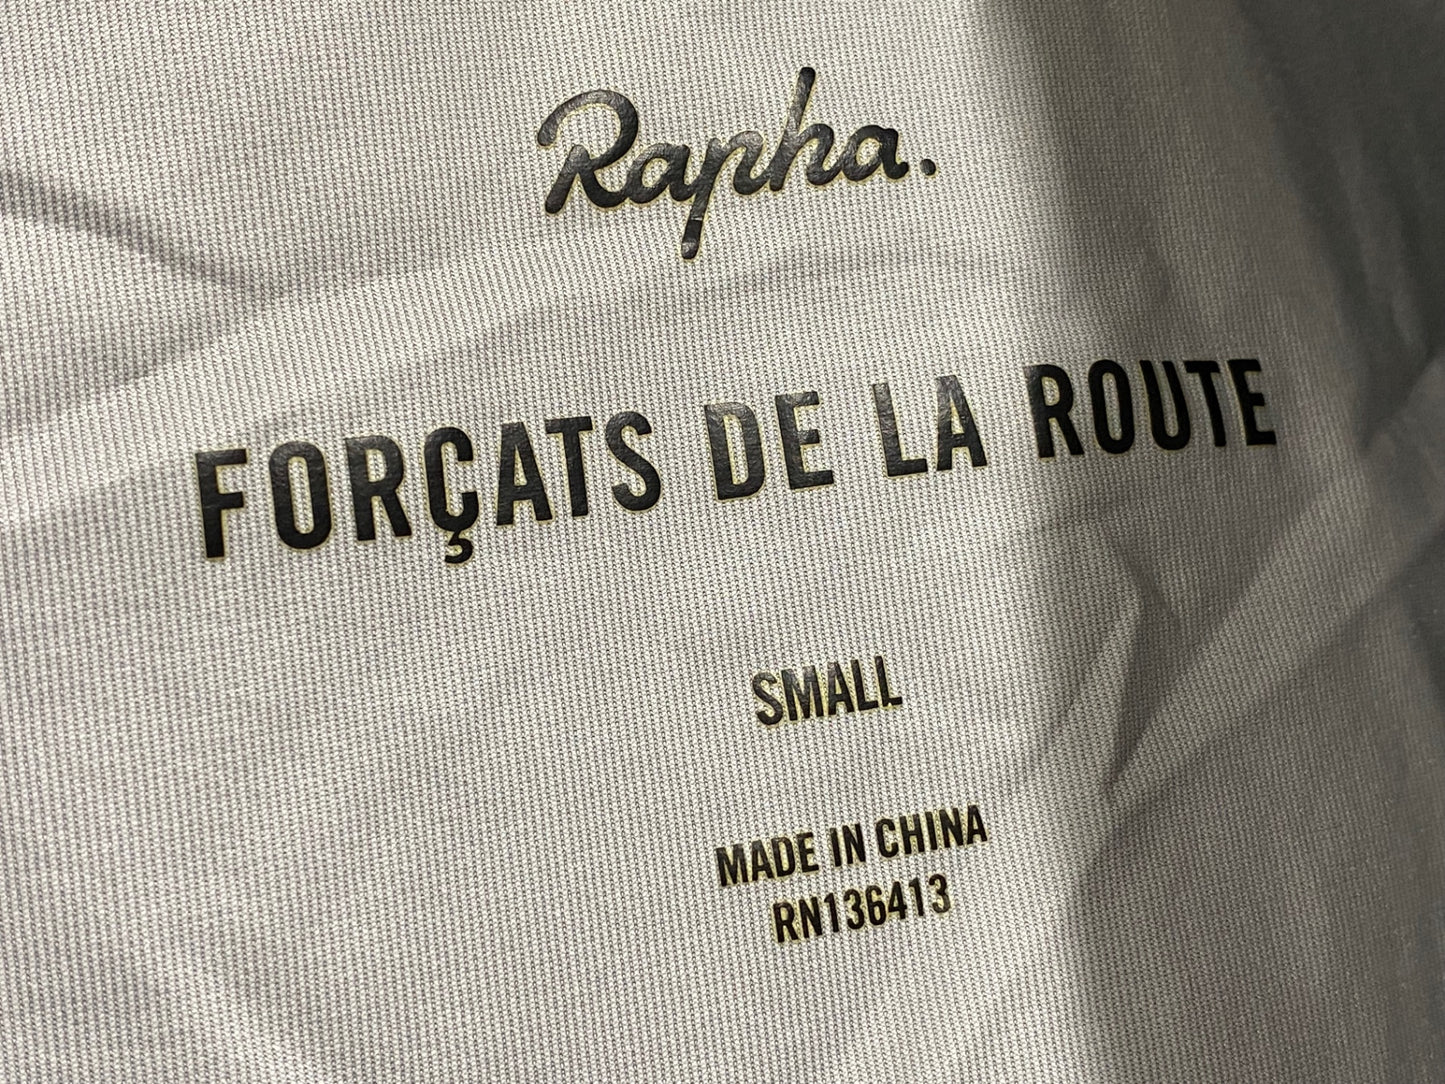 Rapha.
FORÇATS DE LA ROUTE
SMALL
MADE IN CHINA
RN136413